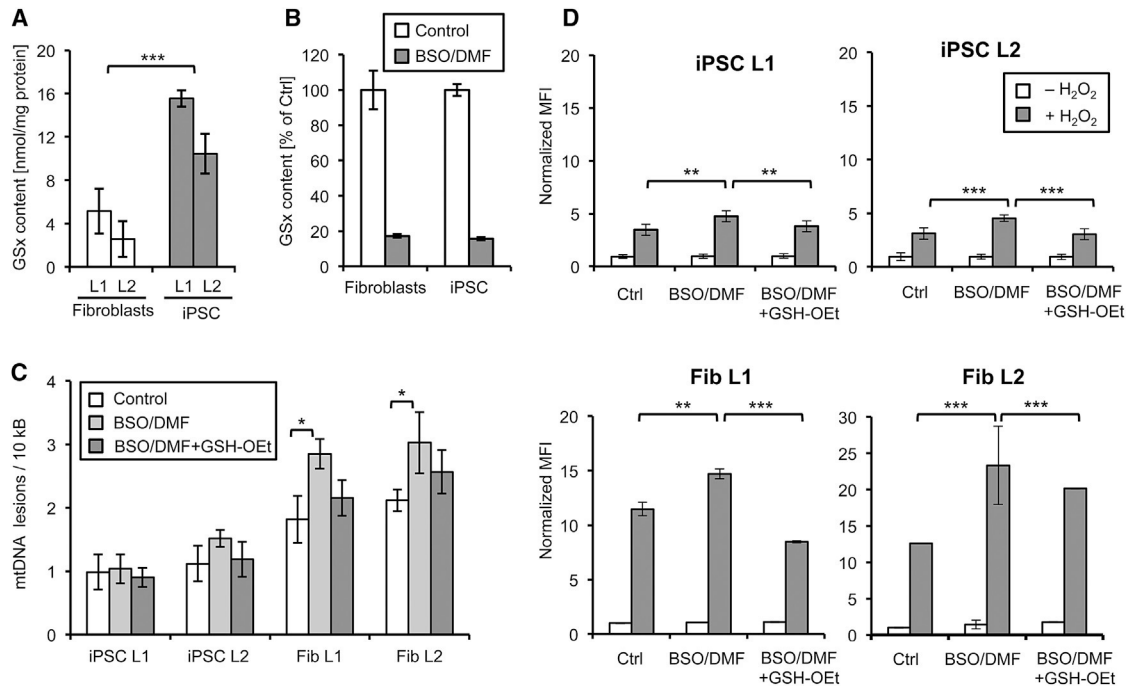 A
GSx content [nmol/mg protein]
20
16
12
8
4
0
***
L1 L2
L1 L2
Fibroblasts
iPSC
B
Control
BSO/DMF
GSx content [% of Ctrl]
120
100
80
60
40
20
0
Fibroblasts
iPSC
C
Control
BSO/DMF
BSO/DMF+GSH-OEt
mtDNA lesions / 10 kB
4
3
2
1
0
*
*
iPSC L1
iPSC L2
Fib L1
Fib L2
D
iPSC L1
Normalized MFI
20
15
10
5
0
**
**
Ctrl
BSO/DMF
BSO/DMF
+GSH-OEt
iPSC L2
– H2O2
+ H2O2
20
15
10
5
0
***
***
Ctrl
BSO/DMF
BSO/DMF
+GSH-OEt
Fib L1
Normalized MFI
20
15
10
5
0
**
***
Ctrl
BSO/DMF
BSO/DMF
+GSH-OEt
Fib L2
30
25
20
15
10
5
0
***
***
Ctrl
BSO/DMF
BSO/DMF
+GSH-OEt